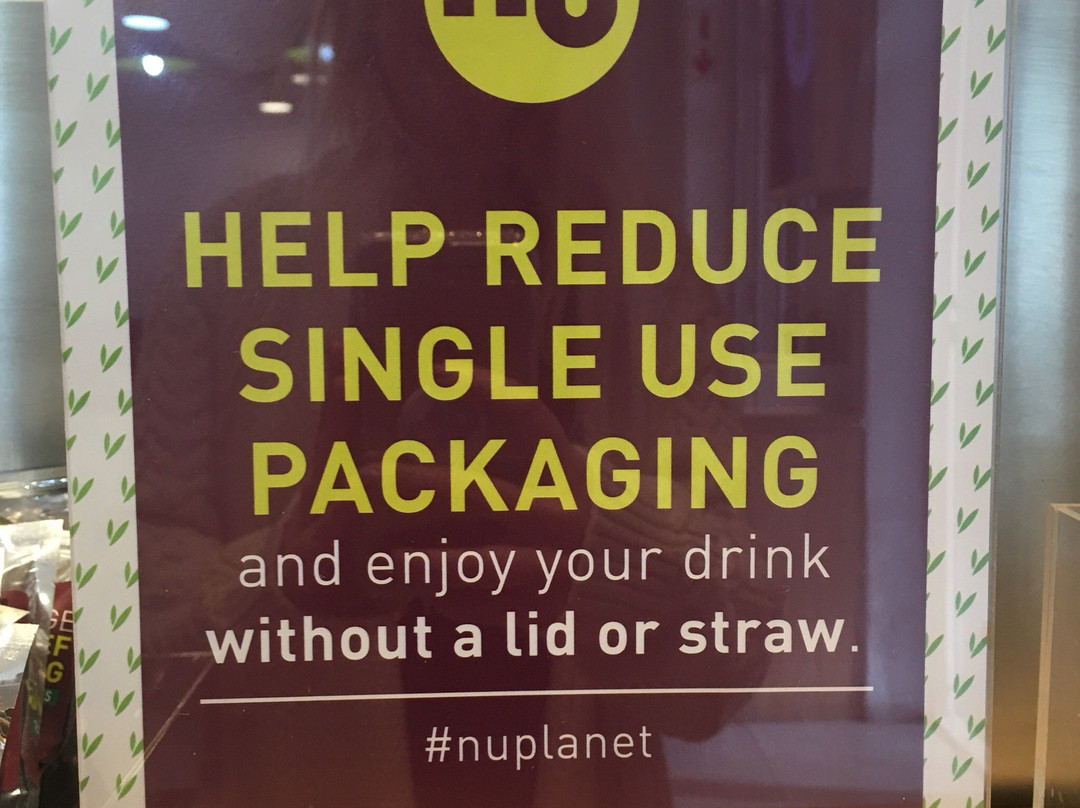 HELP REDUCE
SINGLE USE
PACKAGING
and enjoy your drink
without a lid or straw.
#nuplanet